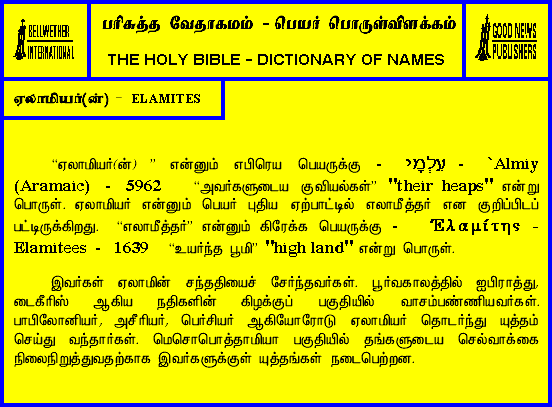 BELLWETHER
INTERNATIONAL
பரிசுத்த வேதாகமம் - பெயர் பொருள்விளக்கம்
THE HOLY BIBLE - DICTIONARY OF NAMES
GOOD NEWS
PUBLISHERS
ஏலாமியர்(ன்) - ELAMITES
“ஏலாமியர்(ன்) ” என்னும் எபிரெய பெயருக்கு - עֵלְמָי - `Almiy
(Aramaic) - 5962 “அவர்களுடைய குவியல்கள்” "their heaps" என்று
பொருள். ஏலாமியர் என்னும் பெயர் புதிய ஏற்பாட்டில் எலாமீத்தர் என குறிப்பிடப்
பட்டிருக்கிறது. “எலாமீத்தர்” என்னும் கிரேக்க பெயருக்கு - Ἐλαμίτης -
Elamitees - 1639 “உயர்ந்த பூமி” "high land" என்று பொருள்.
இவர்கள் ஏலாமின் சந்ததியைச் சேர்ந்தவர்கள். பூர்வகாலத்தில் ஐபிராத்து,
டைகீரிஸ் ஆகிய நதிகளின் கிழக்குப் பகுதியில் வாசம்பண்ணியவர்கள்.
பாபிலோனியர், அசீரியர், பெர்சியர் ஆகியோரோடு ஏலாமியர் தொடர்ந்து யுத்தம்
செய்து வந்தார்கள். மெசொபொத்தாமியா பகுதியில் தங்களுடைய செல்வாக்கை
நிலைநிறுத்துவதற்காக இவர்களுக்குள் யுத்தங்கள் நடைபெற்றன.